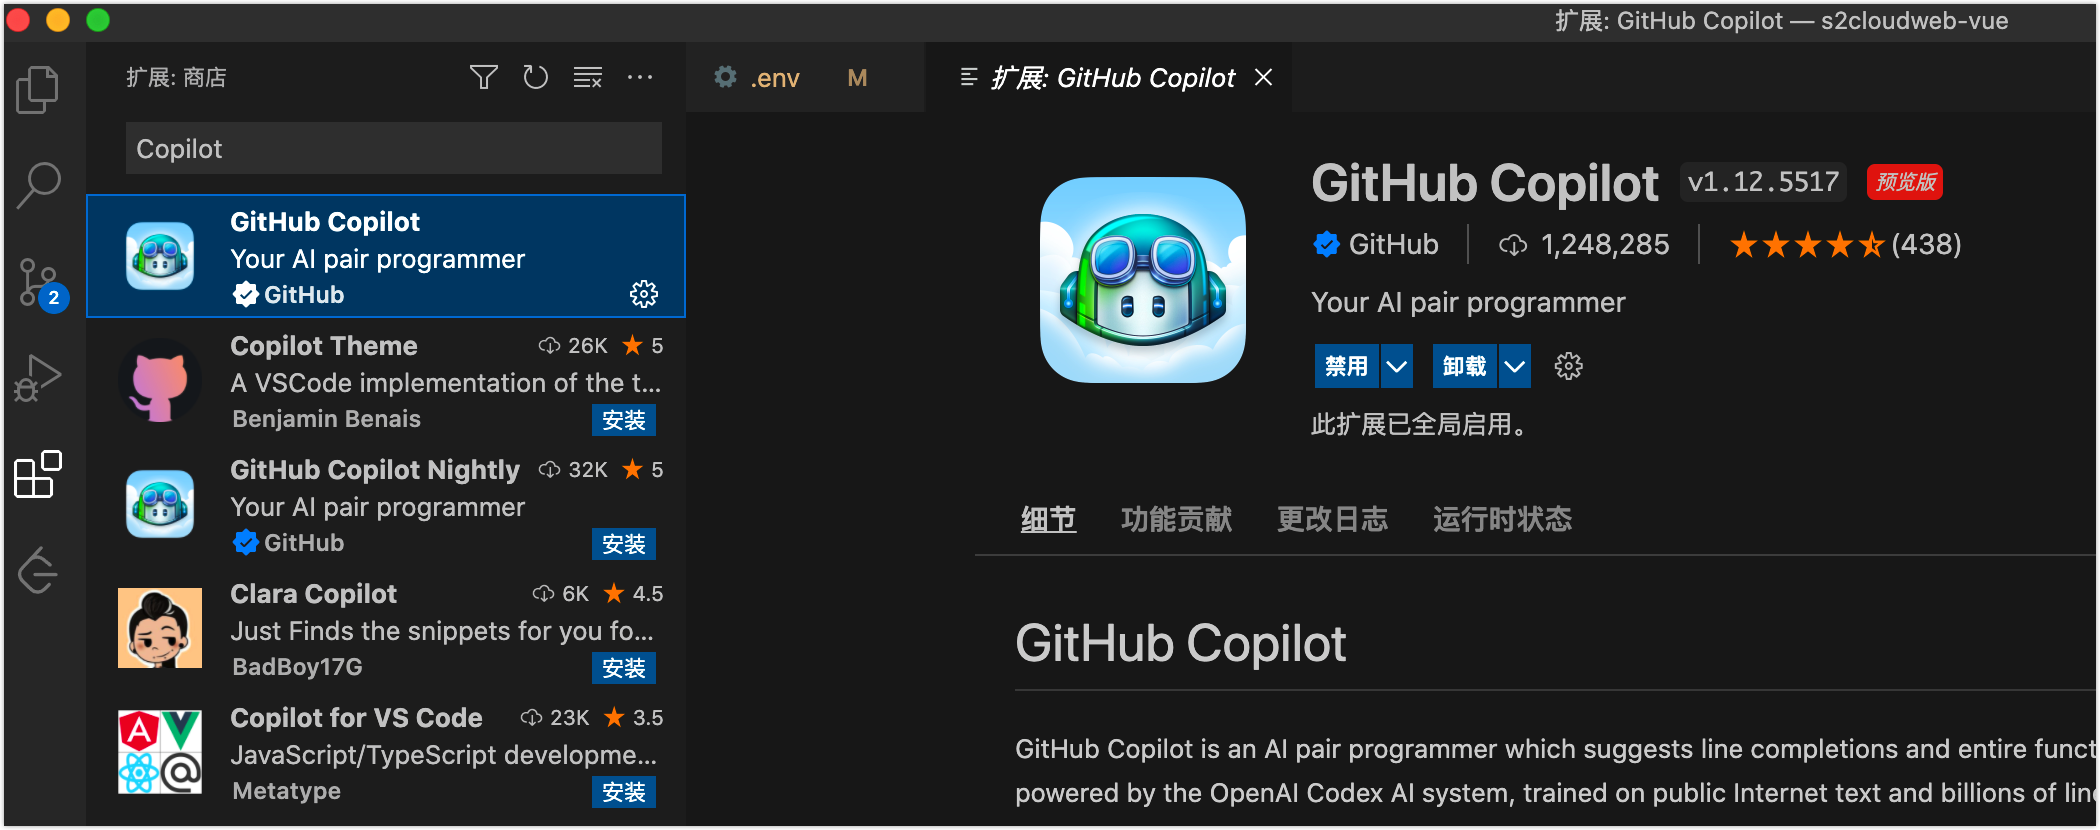 扩展: GitHub Copilot — s2cloudweb-vue
扩展: 商店
Copilot
GitHub Copilot
Your AI pair programmer
GitHub
Copilot Theme 26K 5
A VSCode implementation of the t...
Benjamin Benais 安装
GitHub Copilot Nightly 32K 5
Your AI pair programmer
GitHub 安装
Clara Copilot 6K 4.5
Just Finds the snippets for you fo...
BadBoy17G 安装
Copilot for VS Code 23K 3.5
JavaScript/TypeScript developme...
Metatype 安装
2
.env M 扩展: GitHub Copilot
GitHub Copilot v1.12.5517 预览版
GitHub 1,248,285 (438)
Your AI pair programmer
禁用 卸载
此扩展已全局启用。
细节 功能贡献 更改日志 运行时状态
GitHub Copilot
GitHub Copilot is an AI pair programmer which suggests line completions and entire funct
powered by the OpenAI Codex AI system, trained on public Internet text and billions of line